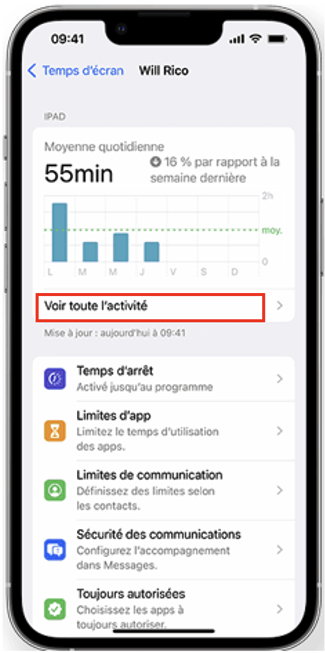 09:41
Temps d'écran
Will Rico
IPAD
Moyenne quotidienne
55min
16 % par rapport à la
semaine dernière
2h
moy.
0
L M M J V S D
Voir toute l'activité
Mise à jour : aujourd'hui à 09:41
Temps d'arrêt
Activé jusqu'au programme
Limites d'app
Limitez le temps d'utilisation
des apps.
Limites de communication
Définissez des limites selon
les contacts.
Sécurité des communications
Configurez l'accompagnement
dans Messages.
Toujours autorisées
Choisissez les apps à
toujours autoriser.